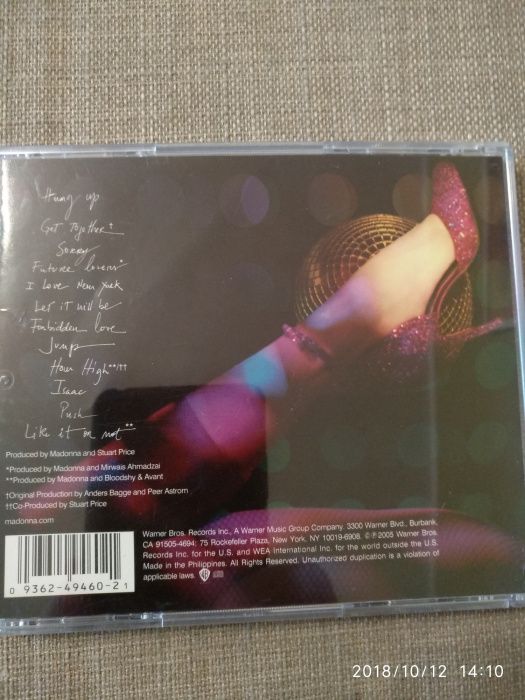 Hung up
Get Together†
Sorry
Future lovers*
I Love New York
Let it will be
Forbidden love
Jump
How High**††
Isaac
Push
Like it or not**
Produced by Madonna and Stuart Price
*Produced by Madonna and Mirwais Ahmadzai
**Produced by Madonna and Bloodshy & Avant
†Original Production by Anders Bagge and Peer Astrom
††Co-Produced by Stuart Price
madonna.com
0 9362-49460-2 1
Warner Bros. Records Inc., A Warner Music Group Company. 3300 Warner Blvd., Burbank,
CA 91505-4694; 75 Rockefeller Plaza, New York, NY 10019-6908. ©℗2005 Warner Bros.
Records Inc. for the U.S. and WEA International Inc. for the world outside the U.S.
Made in the Philippines. All Rights Reserved. Unauthorized duplication is a violation of
applicable laws.
2018/10/12 14:10